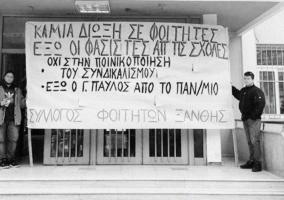 ΚΑΜΙΑ ΔΙΩΞΗ ΣΕ ΦΟΙΤΗΤΕΣ
ΕΞΩ ΟΙ ΦΑΣΙΣΤΕΣ ΑΠ ΤΙΣ ΣΧΟΛΕΣ
ΟΧΙ ΣΤΗΝ ΠΟΙΝΙΚΟΠΟΙΗΣΗ
• ΤΟΥ ΣΥΝΔΙΚΑΛΙΣΜΟΥ!
• ΕΞΩ Ο Γ. ΠΑΥΛΟΣ ΑΠΟ ΤΟ ΠΑΝ/ΜΙΟ
ΣΥΛΛΟΓΟΣ ΦΟΙΤΗΤΩΝ ΞΑΝΘΗΣ